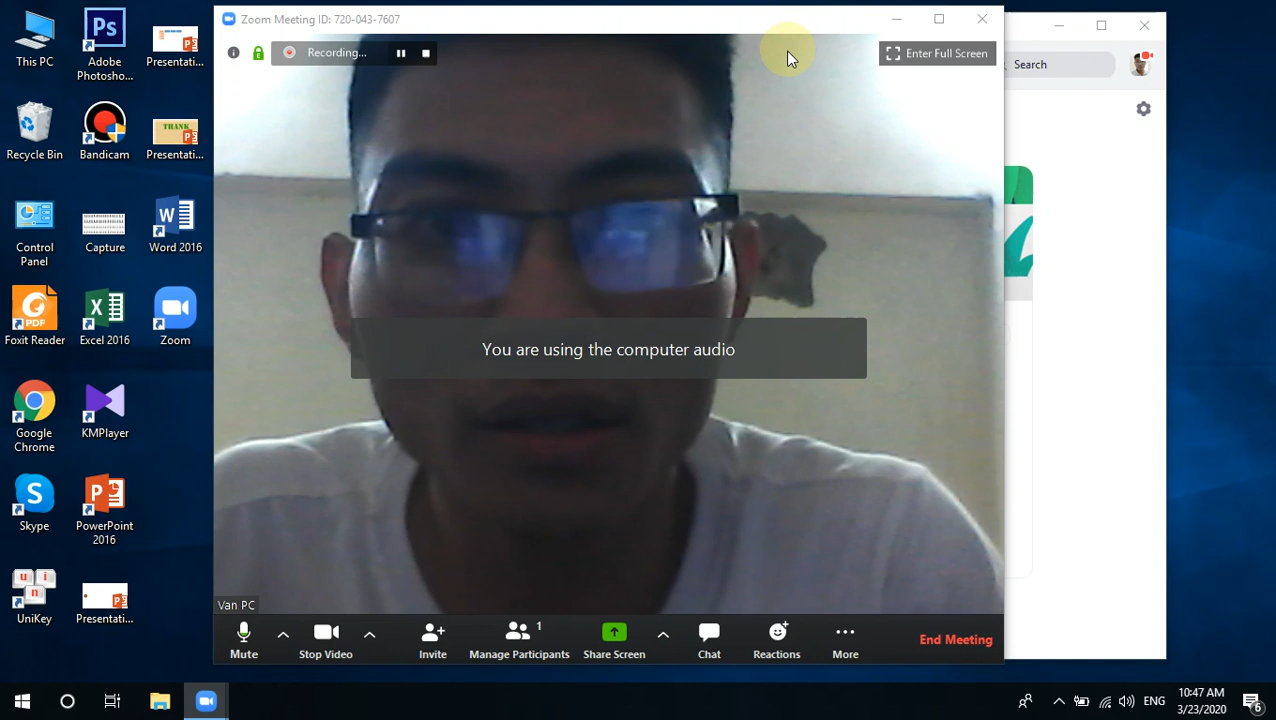 This PC
Adobe
Photosho...
Presentati...
Recycle Bin
Bandicam
THANK
Presentati...
Control
Panel
Capture
Word 2016
Foxit Reader
Excel 2016
Zoom
Google
Chrome
KMPlayer
Skype
PowerPoint
2016
UniKey
Presentati...
Zoom Meeting ID: 720-043-7607
Recording...
Enter Full Screen
Search
You are using the computer audio
Van PC
Mute
Stop Video
Invite
1
Manage Participants
Share Screen
Chat
Reactions
More
End Meeting
ENG
10:47 AM
3/23/2020
6